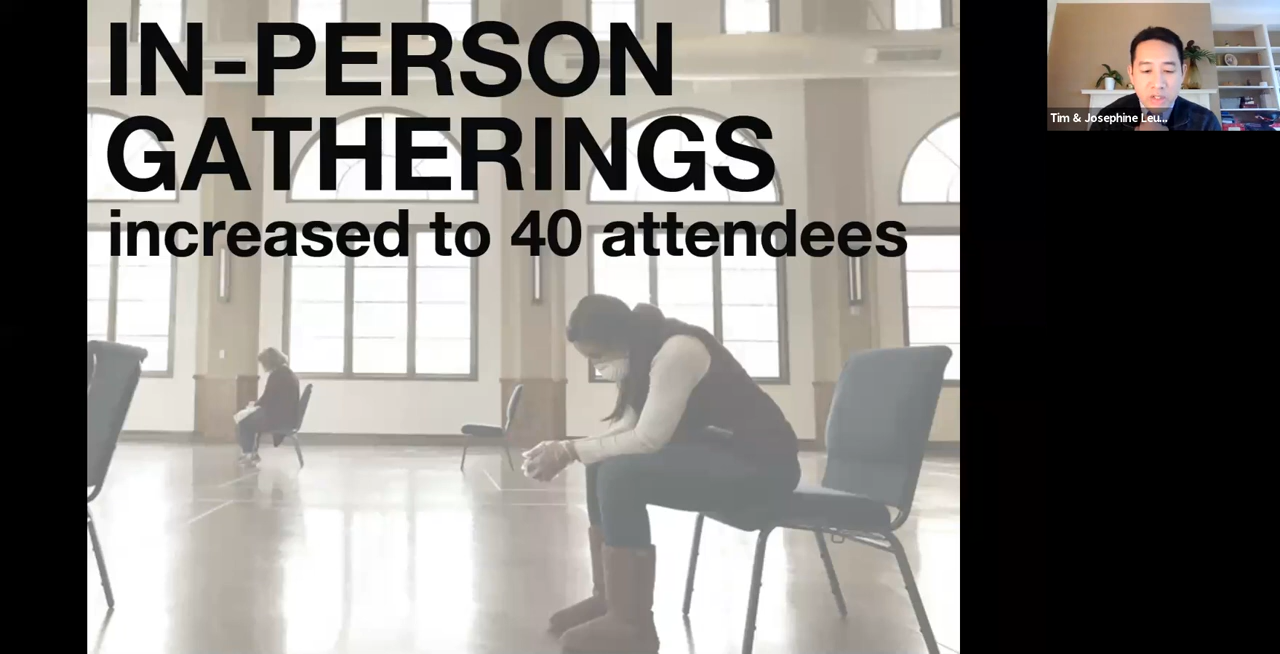 IN-PERSON
GATHERINGS
increased to 40 attendees
Tim & Josephine Leu...